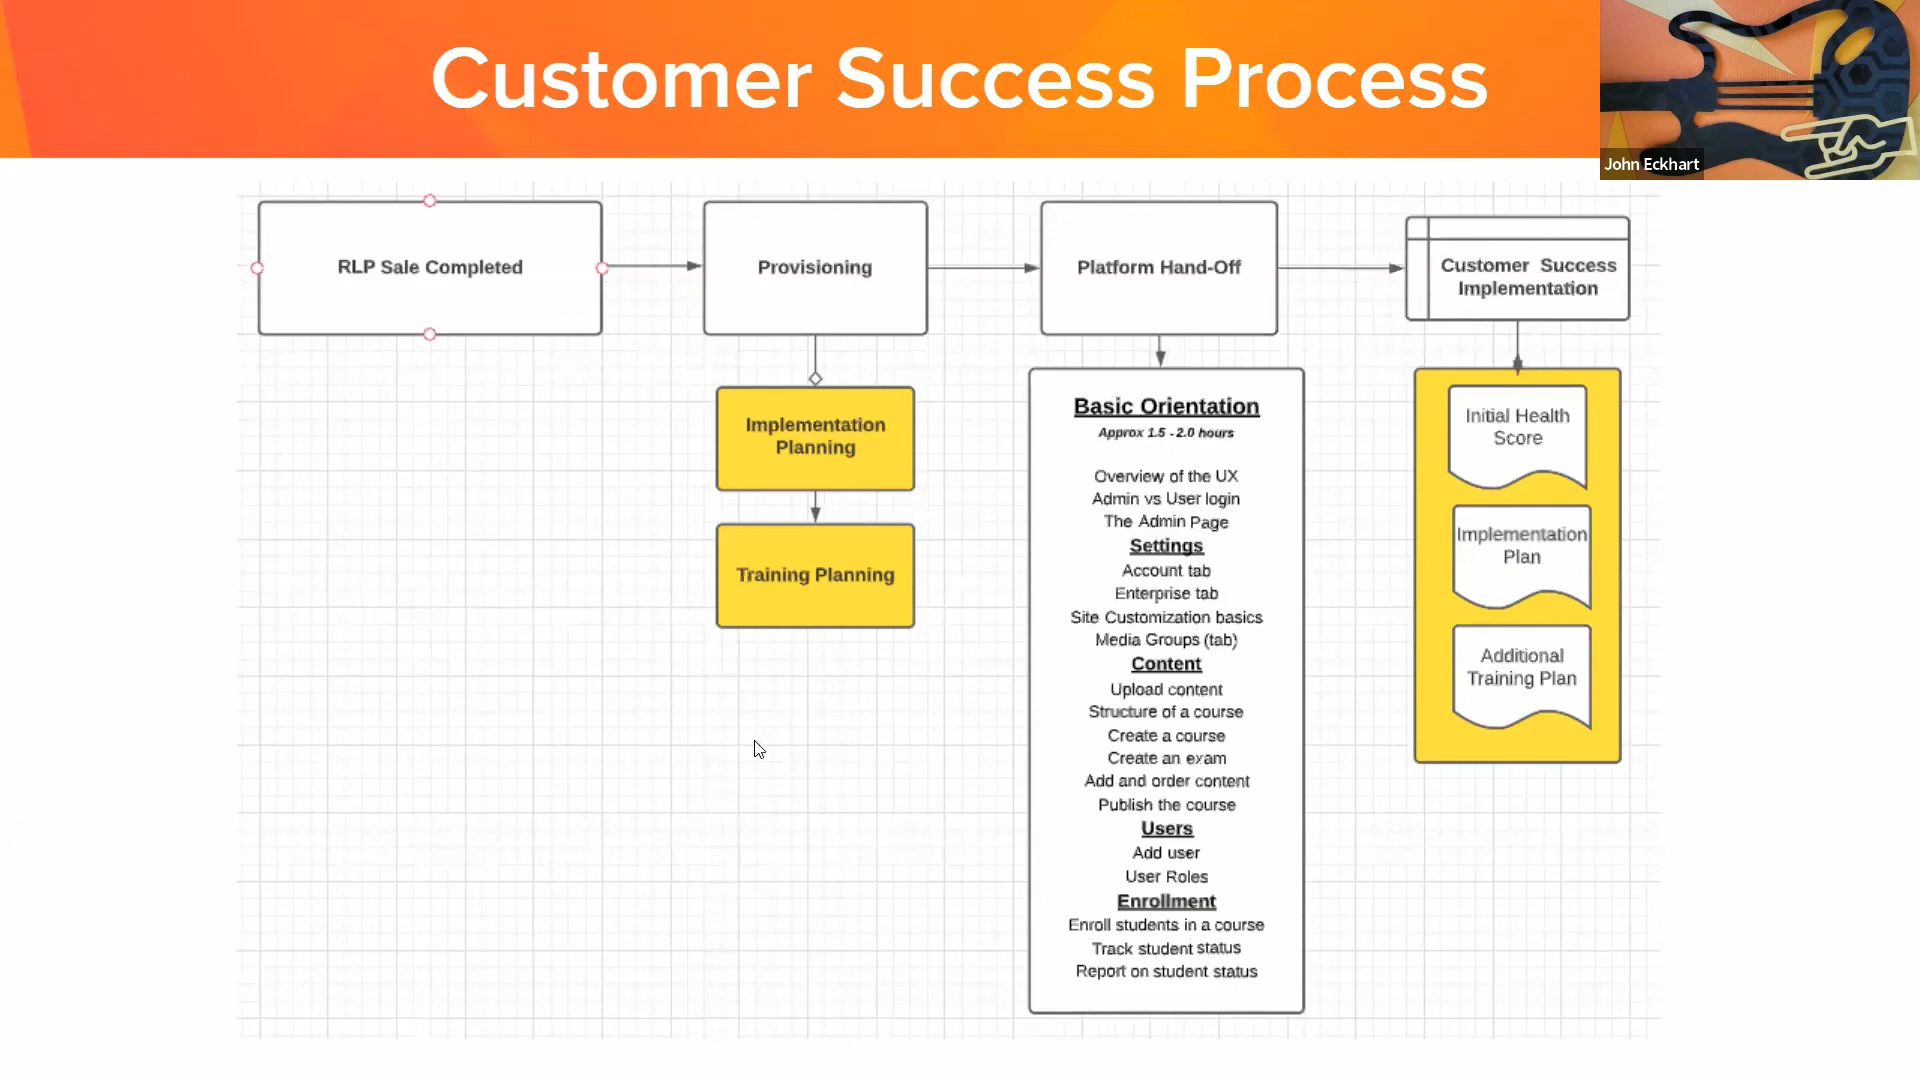 Customer Success Process
John Eckhart
RLP Sale Completed
Provisioning
Platform Hand-Off
Customer Success
Implementation
Implementation
Planning
Training Planning
Basic Orientation
Approx 1.5 - 2.0 hours
Overview of the UX
Admin vs User login
The Admin Page
Settings
Account tab
Enterprise tab
Site Customization basics
Media Groups (tab)
Content
Upload content
Structure of a course
Create a course
Create an exam
Add and order content
Publish the course
Users
Add user
User Roles
Enrollment
Enroll students in a course
Track student status
Report on student status
Initial Health
Score
Implementation
Plan
Additional
Training Plan